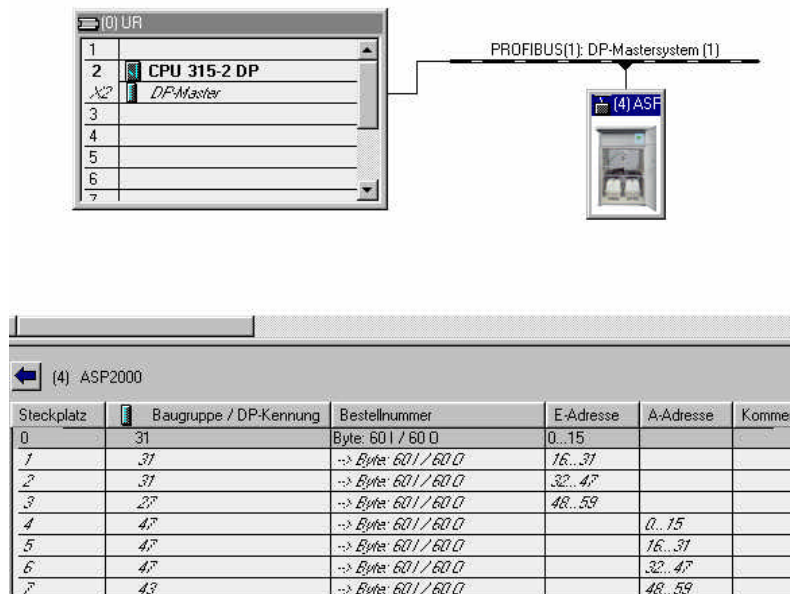 (0) UR
1
2 CPU 315-2 DP
X2 DP-Master
3
4
5
6
7
PROFIBUS(1): DP-Mastersystem (1)
(4) ASP
(4) ASP2000
Steckplatz Baugruppe / DP-Kennung Bestellnummer E-Adresse A-Adresse Komme
0 31 Byte: 60 I / 60 O 0...15
1 31 --> Byte: 60 I / 60 O 16...31
2 31 --> Byte: 60 I / 60 O 32...47
3 27 --> Byte: 60 I / 60 O 48...59
4 47 --> Byte: 60 I / 60 O 0...15
5 47 --> Byte: 60 I / 60 O 16...31
6 47 --> Byte: 60 I / 60 O 32...47
7 43 --> Byte: 60 I / 60 O 48...59